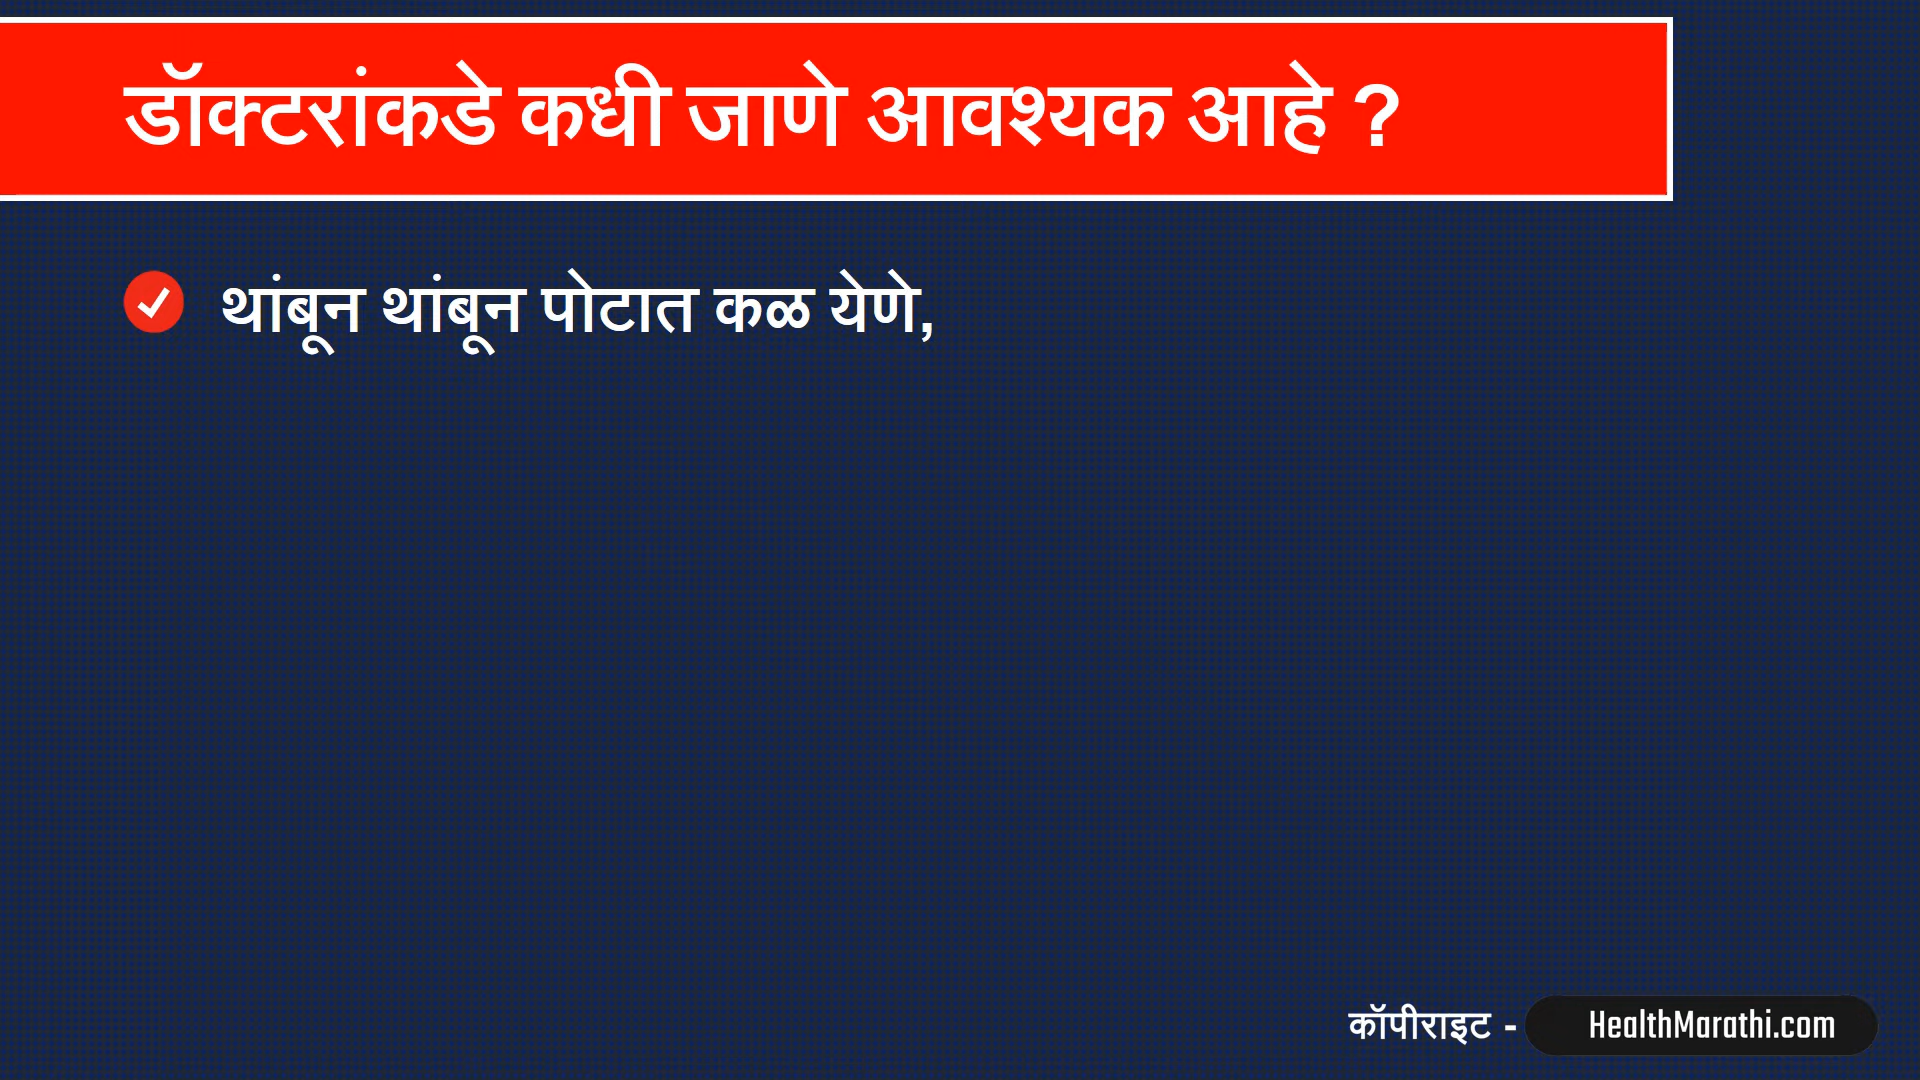 डॉक्टरांकडे कधी जाणे आवश्यक आहे ?
थांबून थांबून पोटात कळ येणे,
कॉपीराइट - HealthMarathi.com